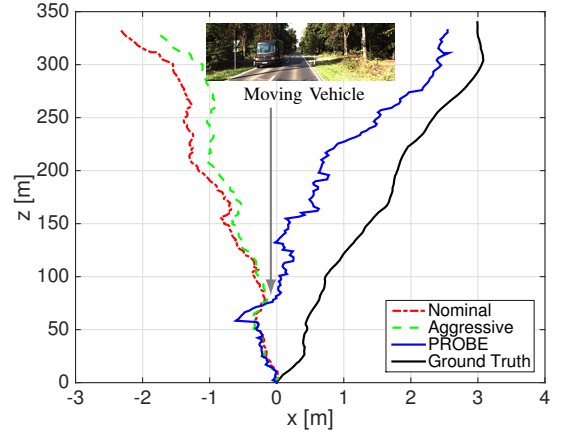 350
300
250
200
150
100
50
0
z [m]
Moving Vehicle
Nominal
Aggressive
PROBE
Ground Truth
-3 -2 -1 0 1 2 3 4
x [m]